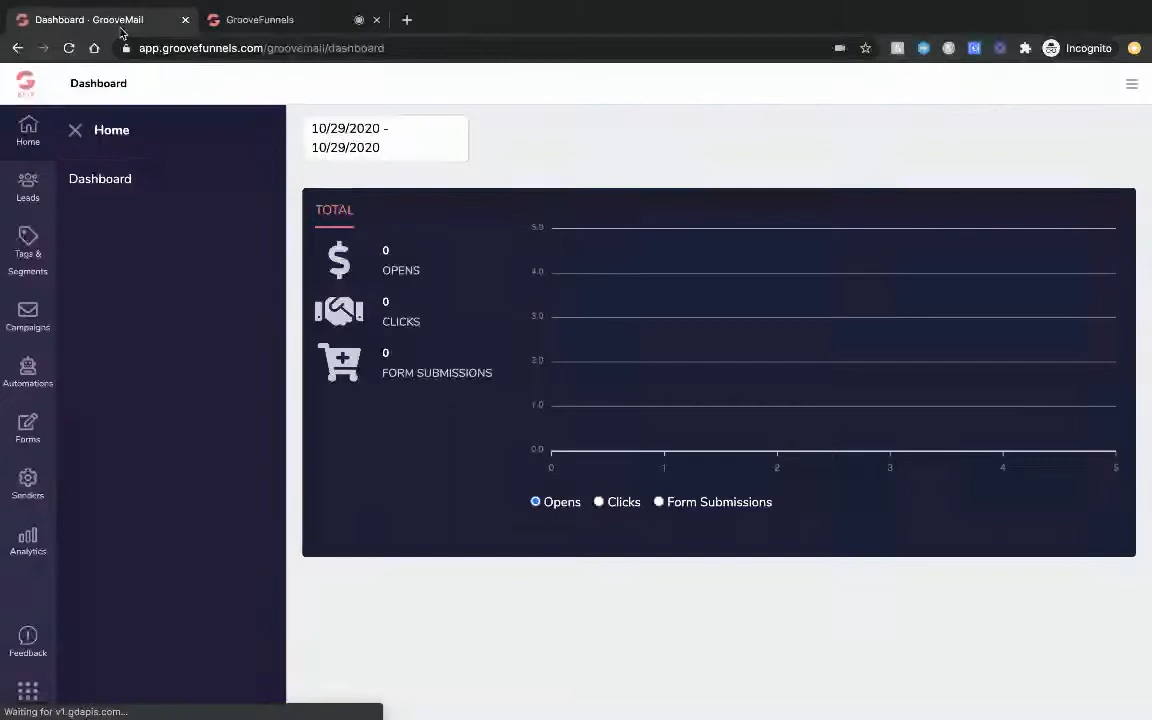 Dashboard · GrooveMail
GrooveFunnels
app.groovefunnels.com/groovemail/dashboard
Incognito
Dashboard
Home
Home
Dashboard
Leads
Tags &
Segments
Campaigns
Automations
Forms
Senders
Analytics
Feedback
10/29/2020 -
10/29/2020
TOTAL
0
OPENS
0
CLICKS
0
FORM SUBMISSIONS
5.0
4.0
3.0
2.0
1.0
0.0
0 1 2 3 4 5
Opens Clicks Form Submissions
Waiting for v1.gdapis.com...